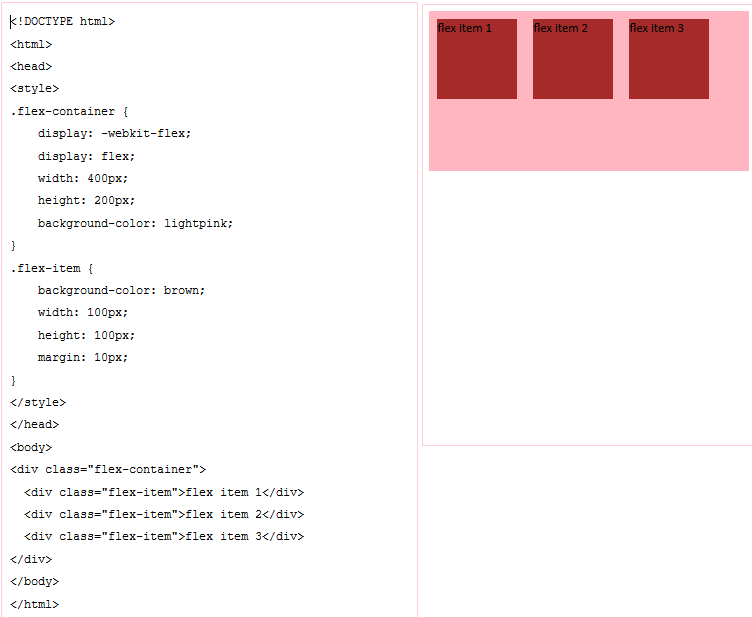 <!DOCTYPE html>
<html>
<head>
<style>
.flex-container {
    display: -webkit-flex;
    display: flex;
    width: 400px;
    height: 200px;
    background-color: lightpink;
}
.flex-item {
    background-color: brown;
    width: 100px;
    height: 100px;
    margin: 10px;
}
</style>
</head>
<body>
<div class="flex-container">
  <div class="flex-item">flex item 1</div>
  <div class="flex-item">flex item 2</div>
  <div class="flex-item">flex item 3</div>
</div>
</body>
</html>
flex item 1
flex item 2
flex item 3